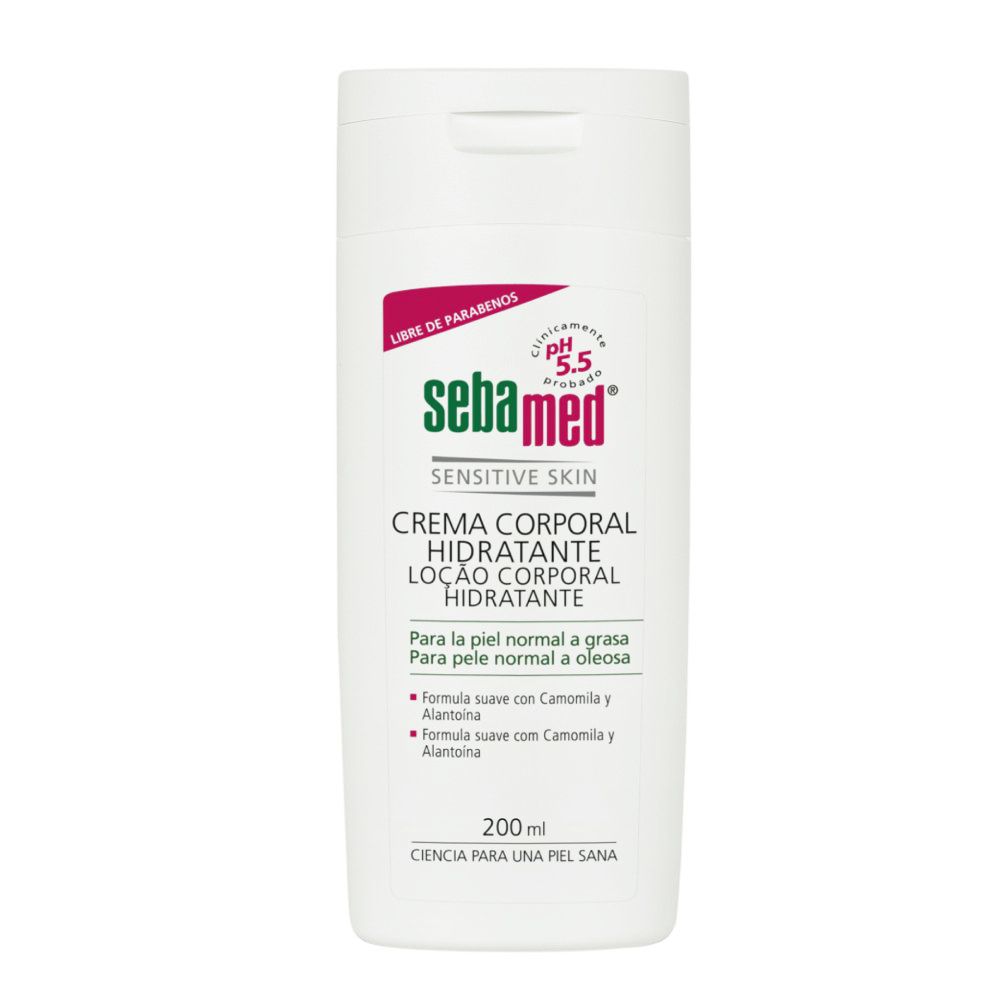 LIBRE DE PARABENOS
Clínicamente
pH
5.5
probado
sebamed®
SENSITIVE SKIN
CREMA CORPORAL
HIDRATANTE
LOÇÃO CORPORAL
HIDRATANTE
Para la piel normal a grasa
Para pele normal a oleosa
▪ Formula suave con Camomila y
Alantoína
▪ Formula suave com Camomila y
Alantoína
200 ml
CIENCIA PARA UNA PIEL SANA